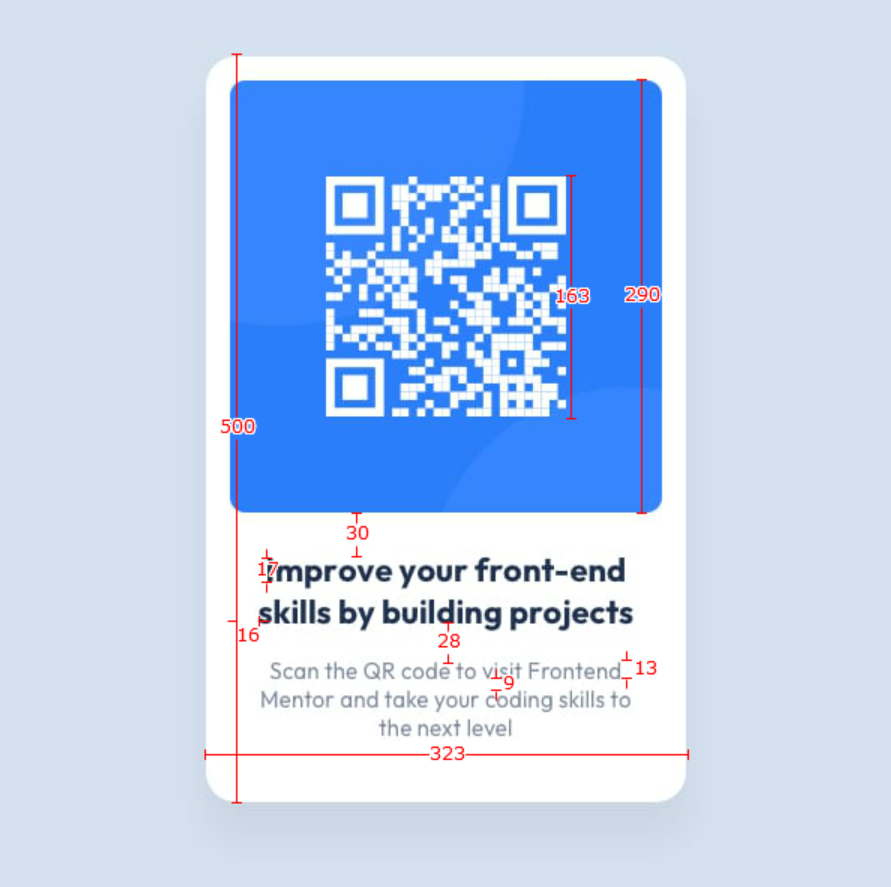 163
290
500
30
17
Improve your front-end
skills by building projects
16
28
Scan the QR code to visit Frontend
13
9
Mentor and take your coding skills to
the next level
323